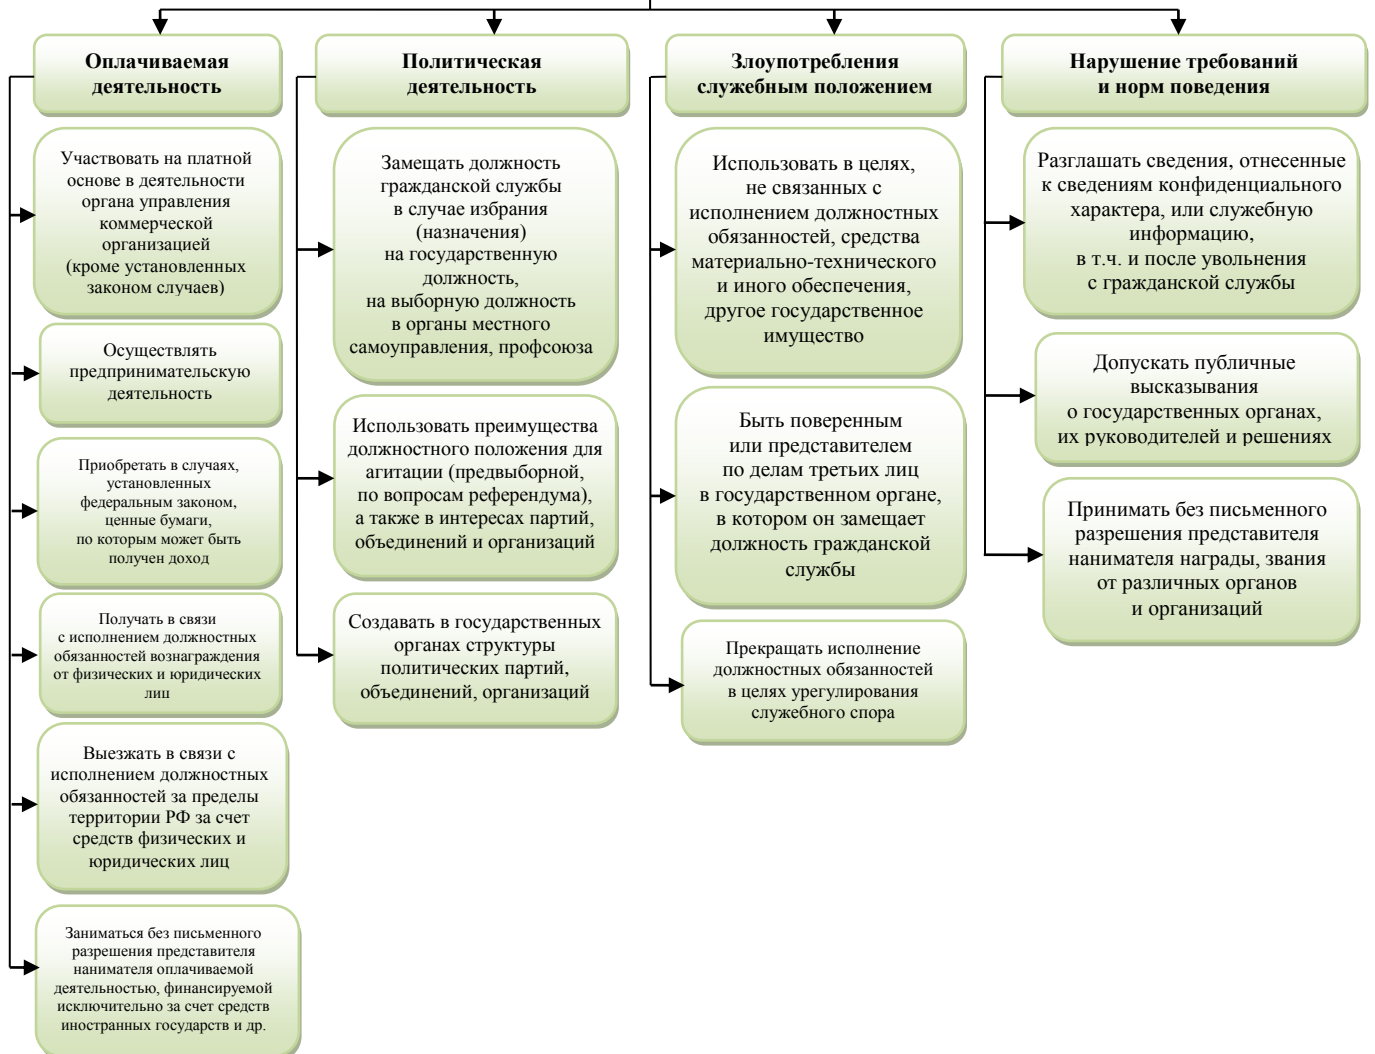 Оплачиваемая
деятельность
Участвовать на платной
основе в деятельности
органа управления
коммерческой
организацией
(кроме установленных
законом случаев)
Осуществлять
предпринимательскую
деятельность
Приобретать в случаях,
установленных
федеральным законом,
ценные бумаги,
по которым может быть
получен доход
Получать в связи
с исполнением должностных
обязанностей вознаграждения
от физических и юридических
лиц
Выезжать в связи с
исполнением должностных
обязанностей за пределы
территории РФ за счет
средств физических и
юридических лиц
Заниматься без письменного
разрешения представителя
нанимателя оплачиваемой
деятельностью, финансируемой
исключительно за счет средств
иностранных государств и др.
Политическая
деятельность
Замещать должность
гражданской службы
в случае избрания
(назначения)
на государственную
должность,
на выборную должность
в органы местного
самоуправления, профсоюза
Использовать преимущества
должностного положения для
агитации (предвыборной,
по вопросам референдума),
а также в интересах партий,
объединений и организаций
Создавать в государственных
органах структуры
политических партий,
объединений, организаций
Злоупотребления
служебным положением
Использовать в целях,
не связанных с
исполнением должностных
обязанностей, средства
материально-технического
и иного обеспечения,
другое государственное
имущество
Быть поверенным
или представителем
по делам третьих лиц
в государственном органе,
в котором он замещает
должность гражданской
службы
Прекращать исполнение
должностных обязанностей
в целях урегулирования
служебного спора
Нарушение требований
и норм поведения
Разглашать сведения, отнесенные
к сведениям конфиденциального
характера, или служебную
информацию,
в т.ч. и после увольнения
с гражданской службы
Допускать публичные
высказывания
о государственных органах,
их руководителей и решениях
Принимать без письменного
разрешения представителя
нанимателя награды, звания
от различных органов
и организаций